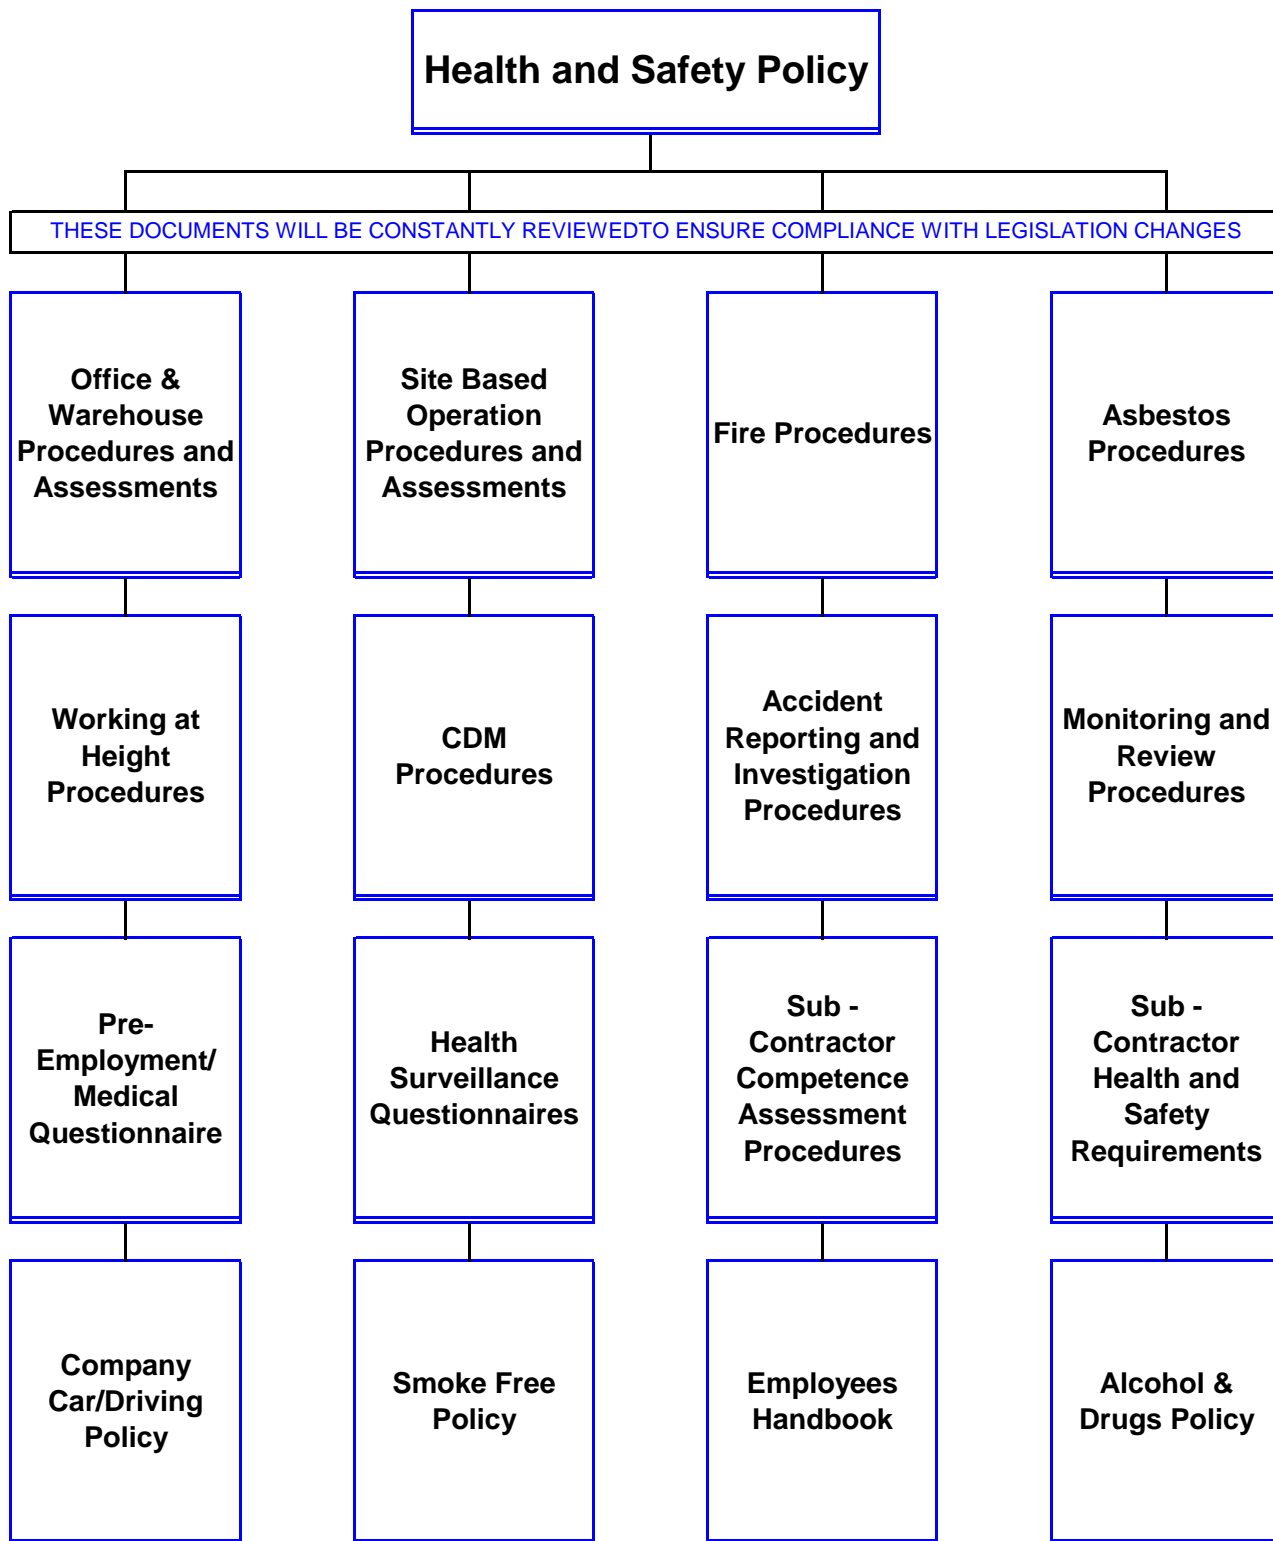 Health and Safety Policy
THESE DOCUMENTS WILL BE CONSTANTLY REVIEWEDTO ENSURE COMPLIANCE WITH LEGISLATION CHANGES
Office &
Warehouse
Procedures and
Assessments
Site Based
Operation
Procedures and
Assessments
Fire Procedures
Asbestos
Procedures
Working at
Height
Procedures
CDM
Procedures
Accident
Reporting and
Investigation
Procedures
Monitoring and
Review
Procedures
Pre-
Employment/
Medical
Questionnaire
Health
Surveillance
Questionnaires
Sub -
Contractor
Competence
Assessment
Procedures
Sub -
Contractor
Health and
Safety
Requirements
Company
Car/Driving
Policy
Smoke Free
Policy
Employees
Handbook
Alcohol &
Drugs Policy